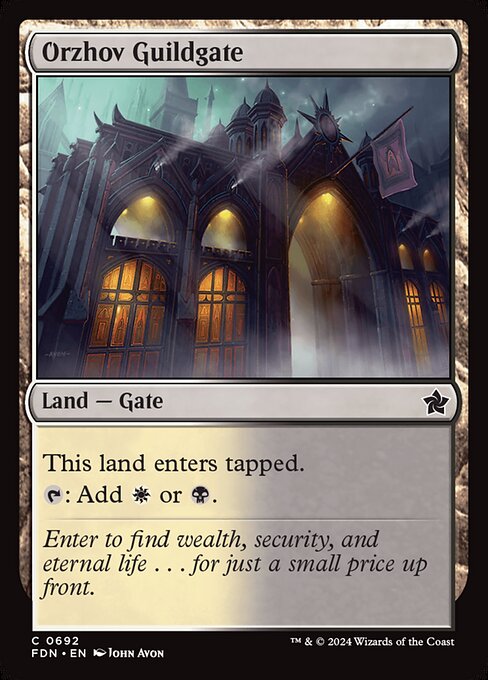 Orzhov Guildgate
-AVON-
Land — Gate
This land enters tapped.
: Add or .
Enter to find wealth, security, and
eternal life . . . for just a small price up
front.
C 0692
™ & © 2024 Wizards of the Coast
FDN • EN John Avon